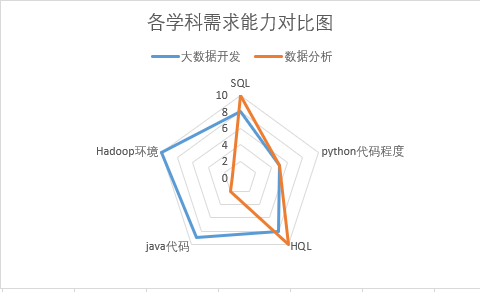 各学科需求能力对比图
大数据开发 数据分析
SQL
10
8
6
4
2
0
Hadoop环境
python代码程度
java代码
HQL